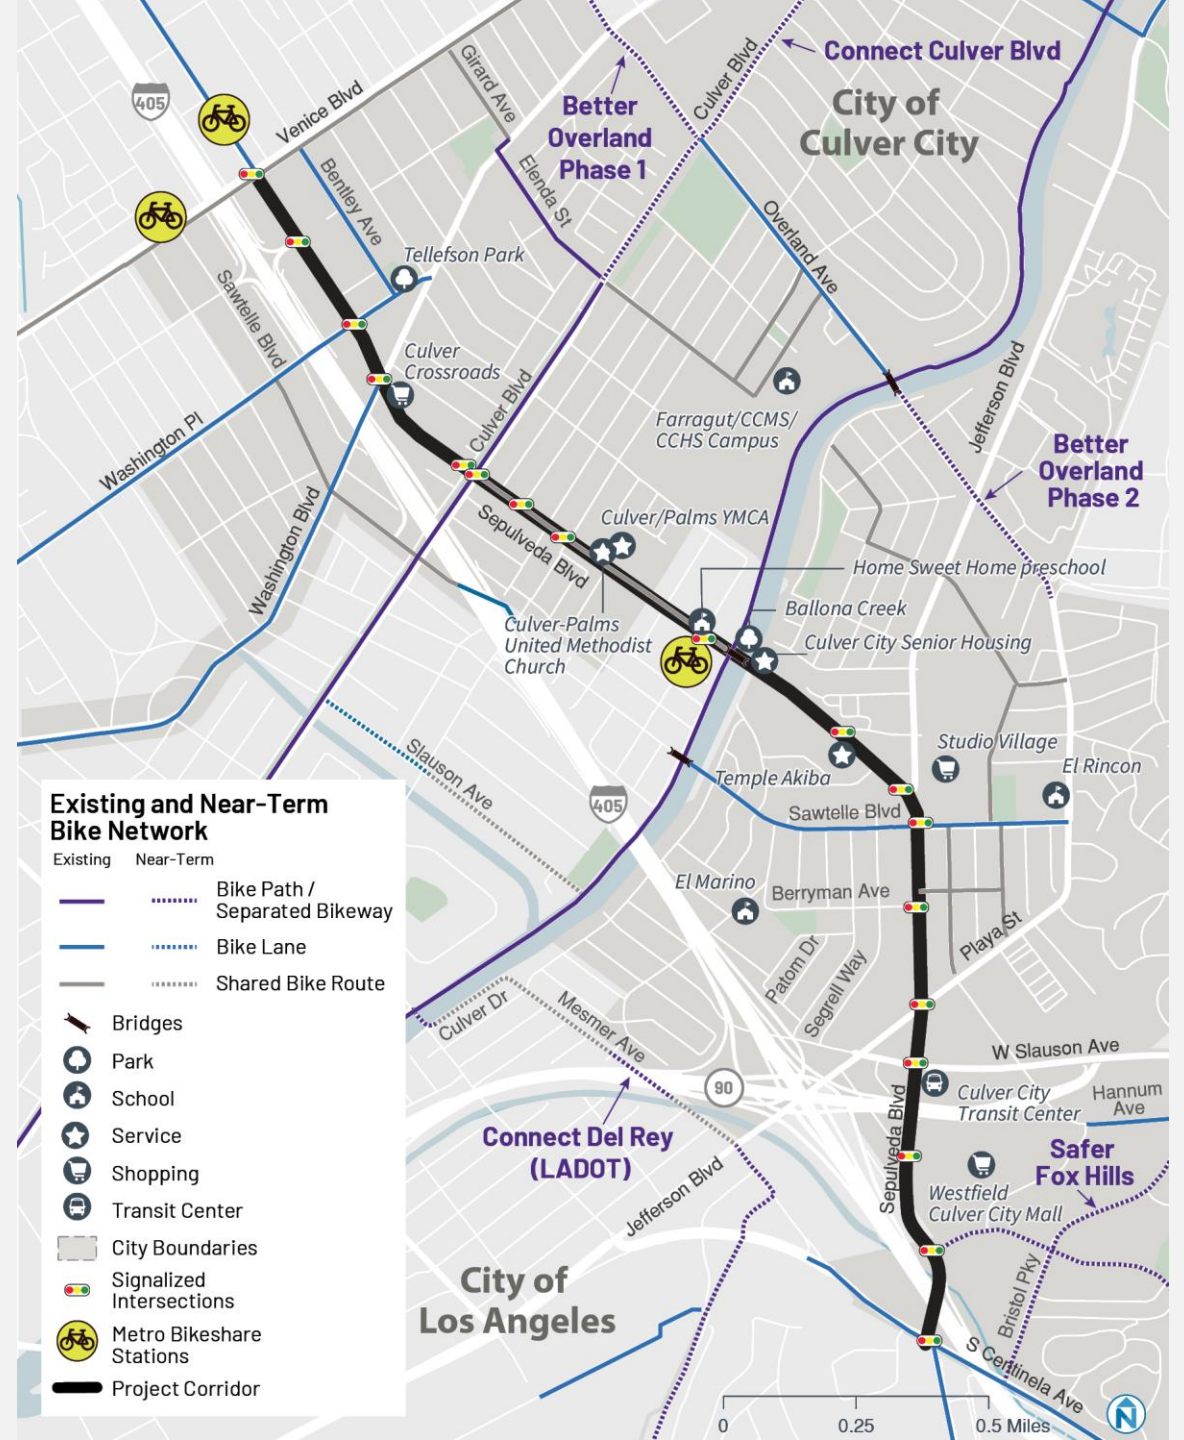 405
Venice Blvd
Girard Ave
Culver Blvd
Connect Culver Blvd
Better
Overland
Phase 1
City of
Culver City
Bentley Ave
Elenda St
Overland Ave
Tellefson Park
Sawtelle Blvd
Culver
Crossroads
Culver Blvd
Farragut/CCMS/
CCHS Campus
Jefferson Blvd
Better
Overland
Phase 2
Washington Pl
Washington Blvd
Sepulveda Blvd
Culver/Palms YMCA
Home Sweet Home preschool
Ballona Creek
Culver City Senior Housing
Culver-Palms
United Methodist
Church
Slauson Ave
405
Temple Akiba
Studio Village
El Rincon
Sawtelle Blvd
El Marino
Berryman Ave
Playa St
Patom Dr
Segrell Way
Culver Dr
Mesmer Ave
W Slauson Ave
90
Culver City
Transit Center
Hannum
Ave
Connect Del Rey
(LADOT)
Sepulveda Blvd
Safer
Fox Hills
Westfield
Culver City Mall
Jefferson Blvd
Bristol Pky
City of
Los Angeles
S Centinela Ave
0
0.25
0.5 Miles
N
Existing and Near-Term
Bike Network
Existing Near-Term
Bike Path /
Separated Bikeway
Bike Lane
Shared Bike Route
Bridges
Park
School
Service
Shopping
Transit Center
City Boundaries
Signalized
Intersections
Metro Bikeshare
Stations
Project Corridor